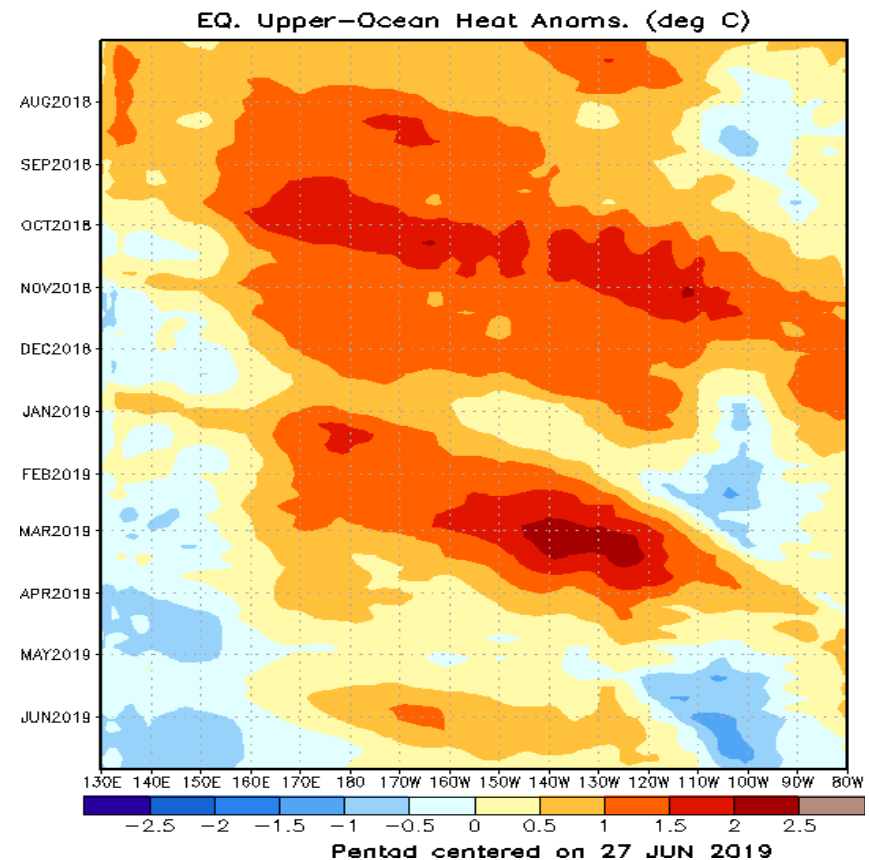 EQ. Upper-Ocean Heat Anoms. (deg C)
AUG2018
SEP2018
OCT2018
NOV2018
DEC2018
JAN2019
FEB2019
MAR2019
APR2019
MAY2019
JUN2019
130E 140E 150E 160E 170E 180 170W 160W 150W 140W 130W 120W 110W 100W 90W 80W
-2.5 -2 -1.5 -1 -0.5 0 0.5 1 1.5 2 2.5
Pentad centered on 27 JUN 2019